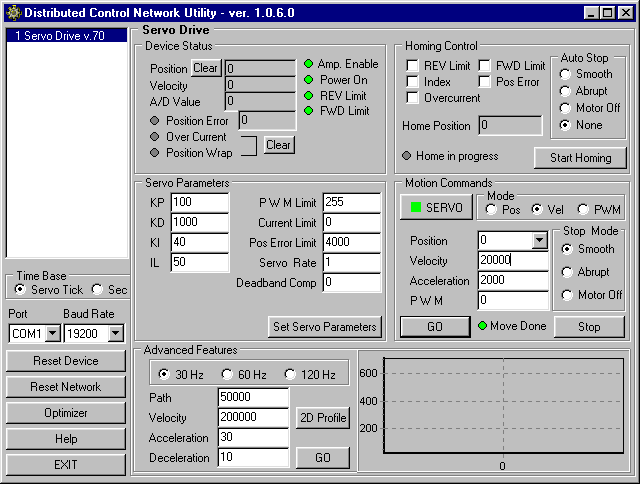 Distributed Control Network Utility - ver. 1.0.6.0
1 Servo Drive v.70
Time Base
Servo Tick Sec
Port Baud Rate
COM1 19200
Reset Device
Reset Network
Optimizer
Help
EXIT
Servo Drive
Device Status
Position Clear 0
Velocity 0
A/D Value 0
Position Error 0
Over Current
Position Wrap
Clear
Amp. Enable
Power On
REV Limit
FWD Limit
Homing Control
REV Limit FWD Limit
Index Pos Error
Overcurrent
Home Position 0
Home in progress
Auto Stop
Smooth
Abrupt
Motor Off
None
Start Homing
Servo Parameters
KP 100 P W M Limit 255
KD 1000 Current Limit 0
KI 40 Pos Error Limit 4000
IL 50 Servo Rate 1
Deadband Comp 0
Set Servo Parameters
Motion Commands
SERVO
Mode
Pos Vel PWM
Position 0
Velocity 20000
Acceleration 2000
P W M 0
Stop Mode
Smooth
Abrupt
Motor Off
GO Move Done Stop
Advanced Features
30 Hz 60 Hz 120 Hz
Path 50000
Velocity 200000 2D Profile
Acceleration 30
Deceleration 10 GO
600
400
200
0